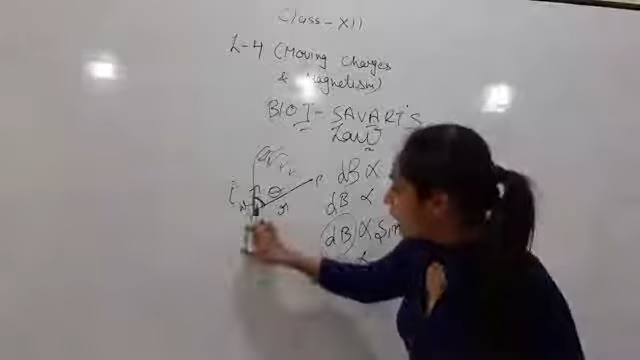 Class-XII
L-4 (Moving Charges
& Magnetism)
BIOT-SAVART'S
Law
dB ∝
i θ P dB ∝
r dB ∝ Sin
∝